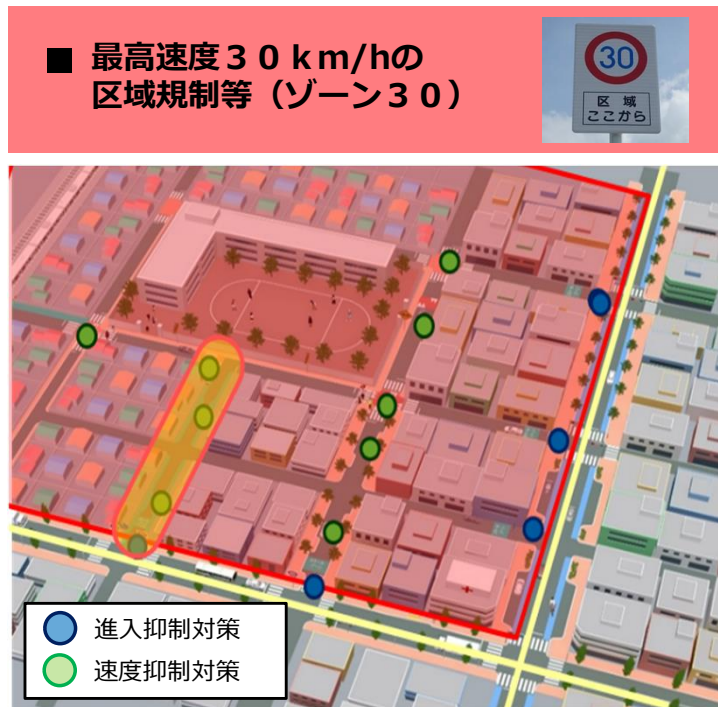 ■ 最高速度３０ｋm/hの
区域規制等（ゾーン３０）
30
区域
ここから
進入抑制対策
速度抑制対策